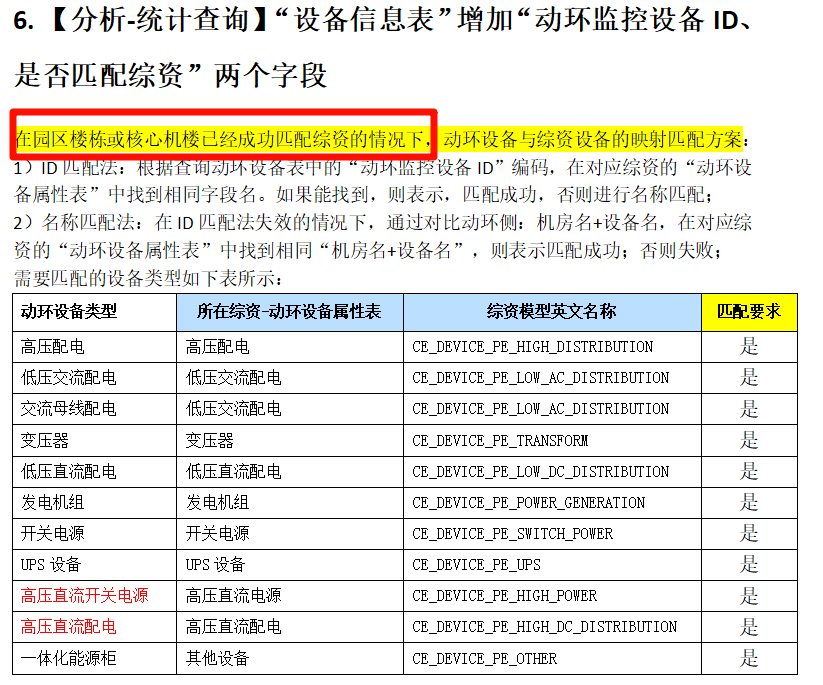 6. 【分析-统计查询】“设备信息表”增加“动环监控设备 ID、
是否匹配综资”两个字段
在园区楼栋或核心机楼已经成功匹配综资的情况下，动环设备与综资设备的映射匹配方案：
1）ID 匹配法：根据查询动环设备表中的“动环监控设备 ID”编码，在对应综资的“动环设
备属性表”中找到相同字段名。如果能找到，则表示，匹配成功，否则进行名称匹配；
2）名称匹配法：在 ID 匹配法失效的情况下，通过对比动环侧：机房名+设备名，在对应综
资的“动环设备属性表”中找到相同“机房名+设备名”，则表示匹配成功；否则失败；
需要匹配的设备类型如下表所示：
动环设备类型 所在综资-动环设备属性表 综资模型英文名称 匹配要求
高压配电 高压配电 CE_DEVICE_PE_HIGH_DISTRIBUTION 是
低压交流配电 低压交流配电 CE_DEVICE_PE_LOW_AC_DISTRIBUTION 是
交流母线配电 低压交流配电 CE_DEVICE_PE_LOW_AC_DISTRIBUTION 是
变压器 变压器 CE_DEVICE_PE_TRANSFORM 是
低压直流配电 低压直流配电 CE_DEVICE_PE_LOW_DC_DISTRIBUTION 是
发电机组 发电机组 CE_DEVICE_PE_POWER_GENERATION 是
开关电源 开关电源 CE_DEVICE_PE_SWITCH_POWER 是
UPS 设备 UPS 设备 CE_DEVICE_PE_UPS 是
高压直流开关电源 高压直流电源 CE_DEVICE_PE_HIGH_POWER 是
高压直流配电 高压直流配电 CE_DEVICE_PE_HIGH_DC_DISTRIBUTION 是
一体化能源柜 其他设备 CE_DEVICE_PE_OTHER 是